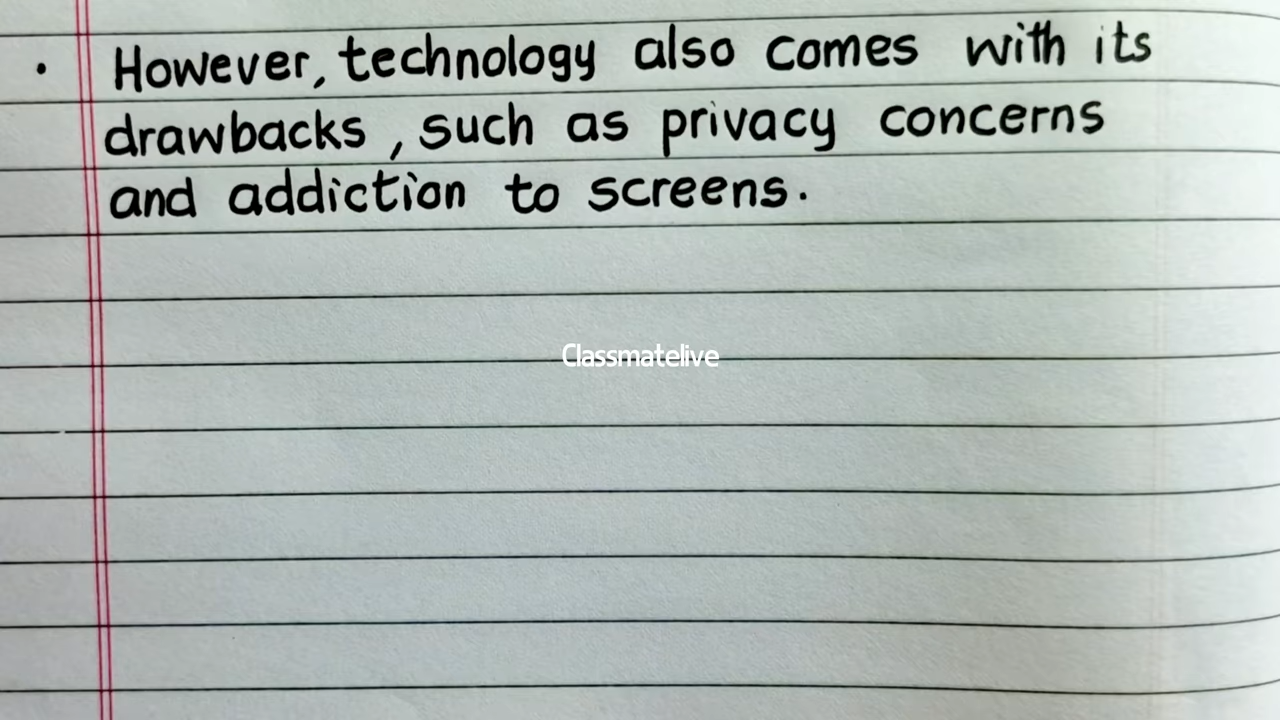 • However, technology also comes with its
drawbacks, such as privacy concerns
and addiction to screens.
Classmatelive